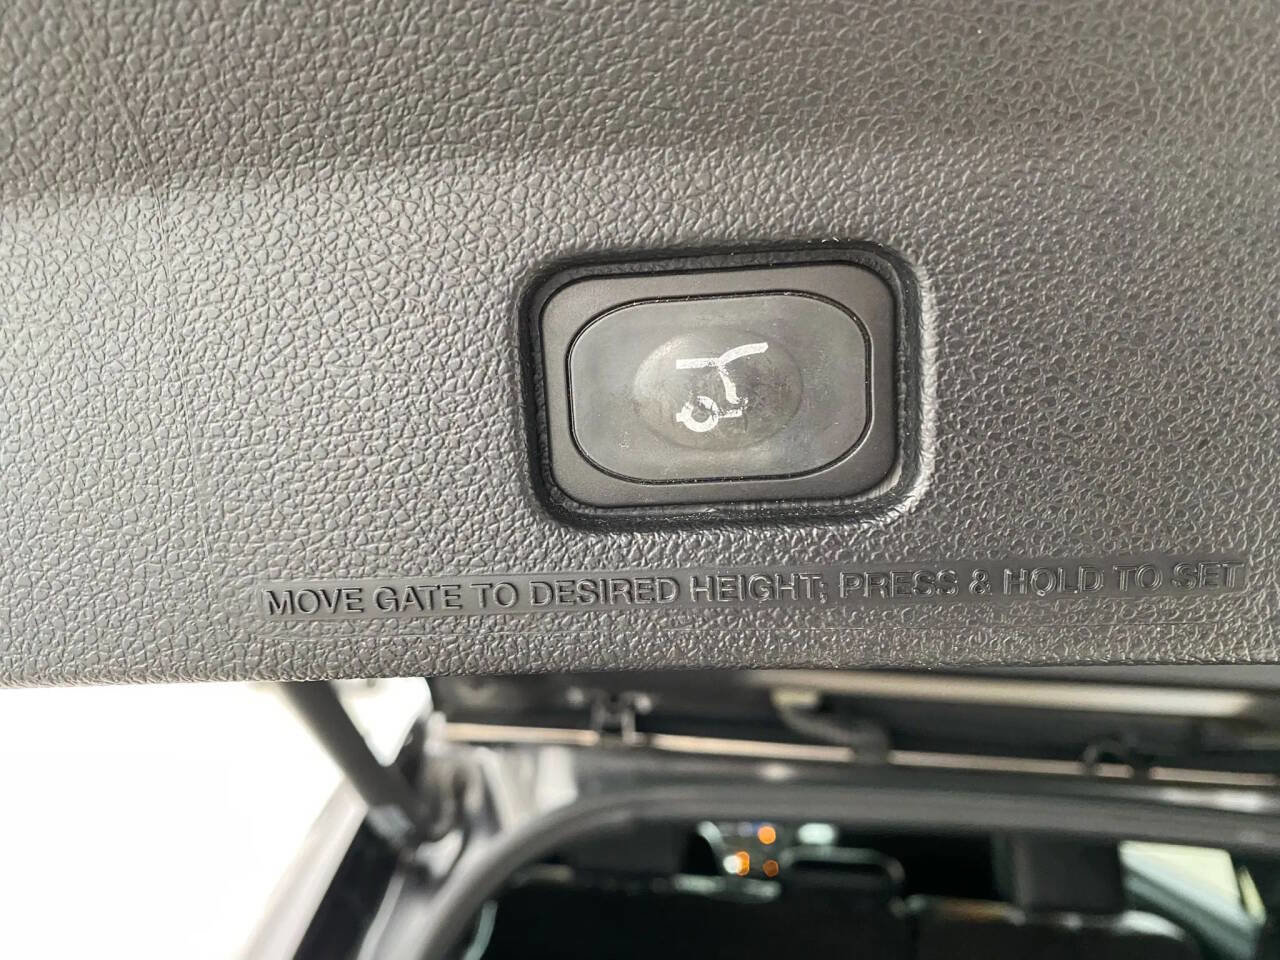 MOVE GATE TO DESIRED HEIGHT; PRESS & HOLD TO SET